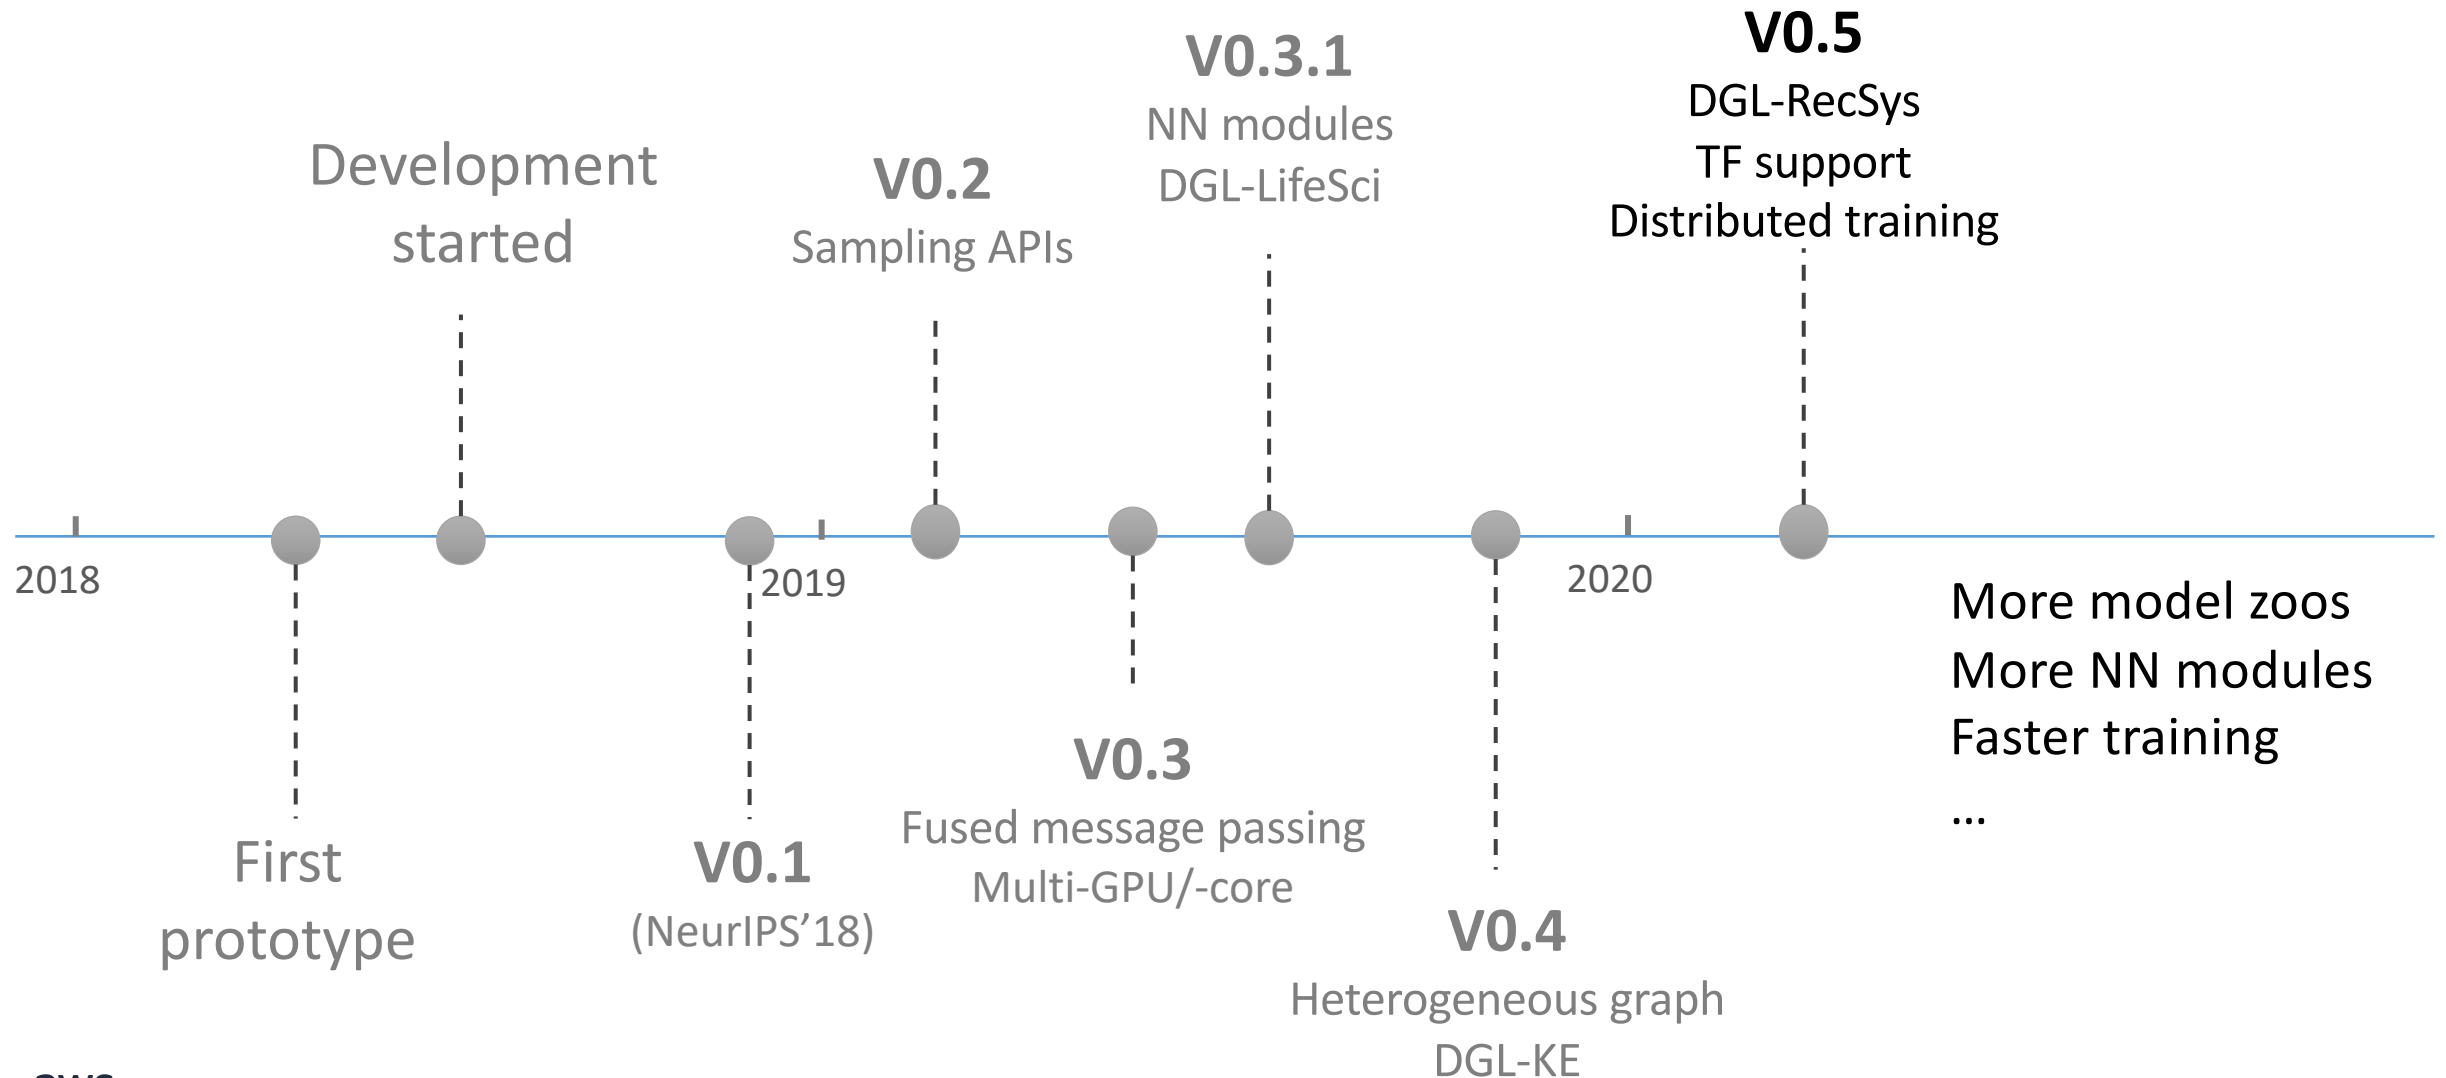 Development
started
V0.2
Sampling APIs
V0.3.1
NN modules
DGL-LifeSci
V0.5
DGL-RecSys
TF support
Distributed training
2018
2019
2020
First
prototype
V0.1
(NeurIPS’18)
V0.3
Fused message passing
Multi-GPU/-core
V0.4
Heterogeneous graph
DGL-KE
More model zoos
More NN modules
Faster training
...